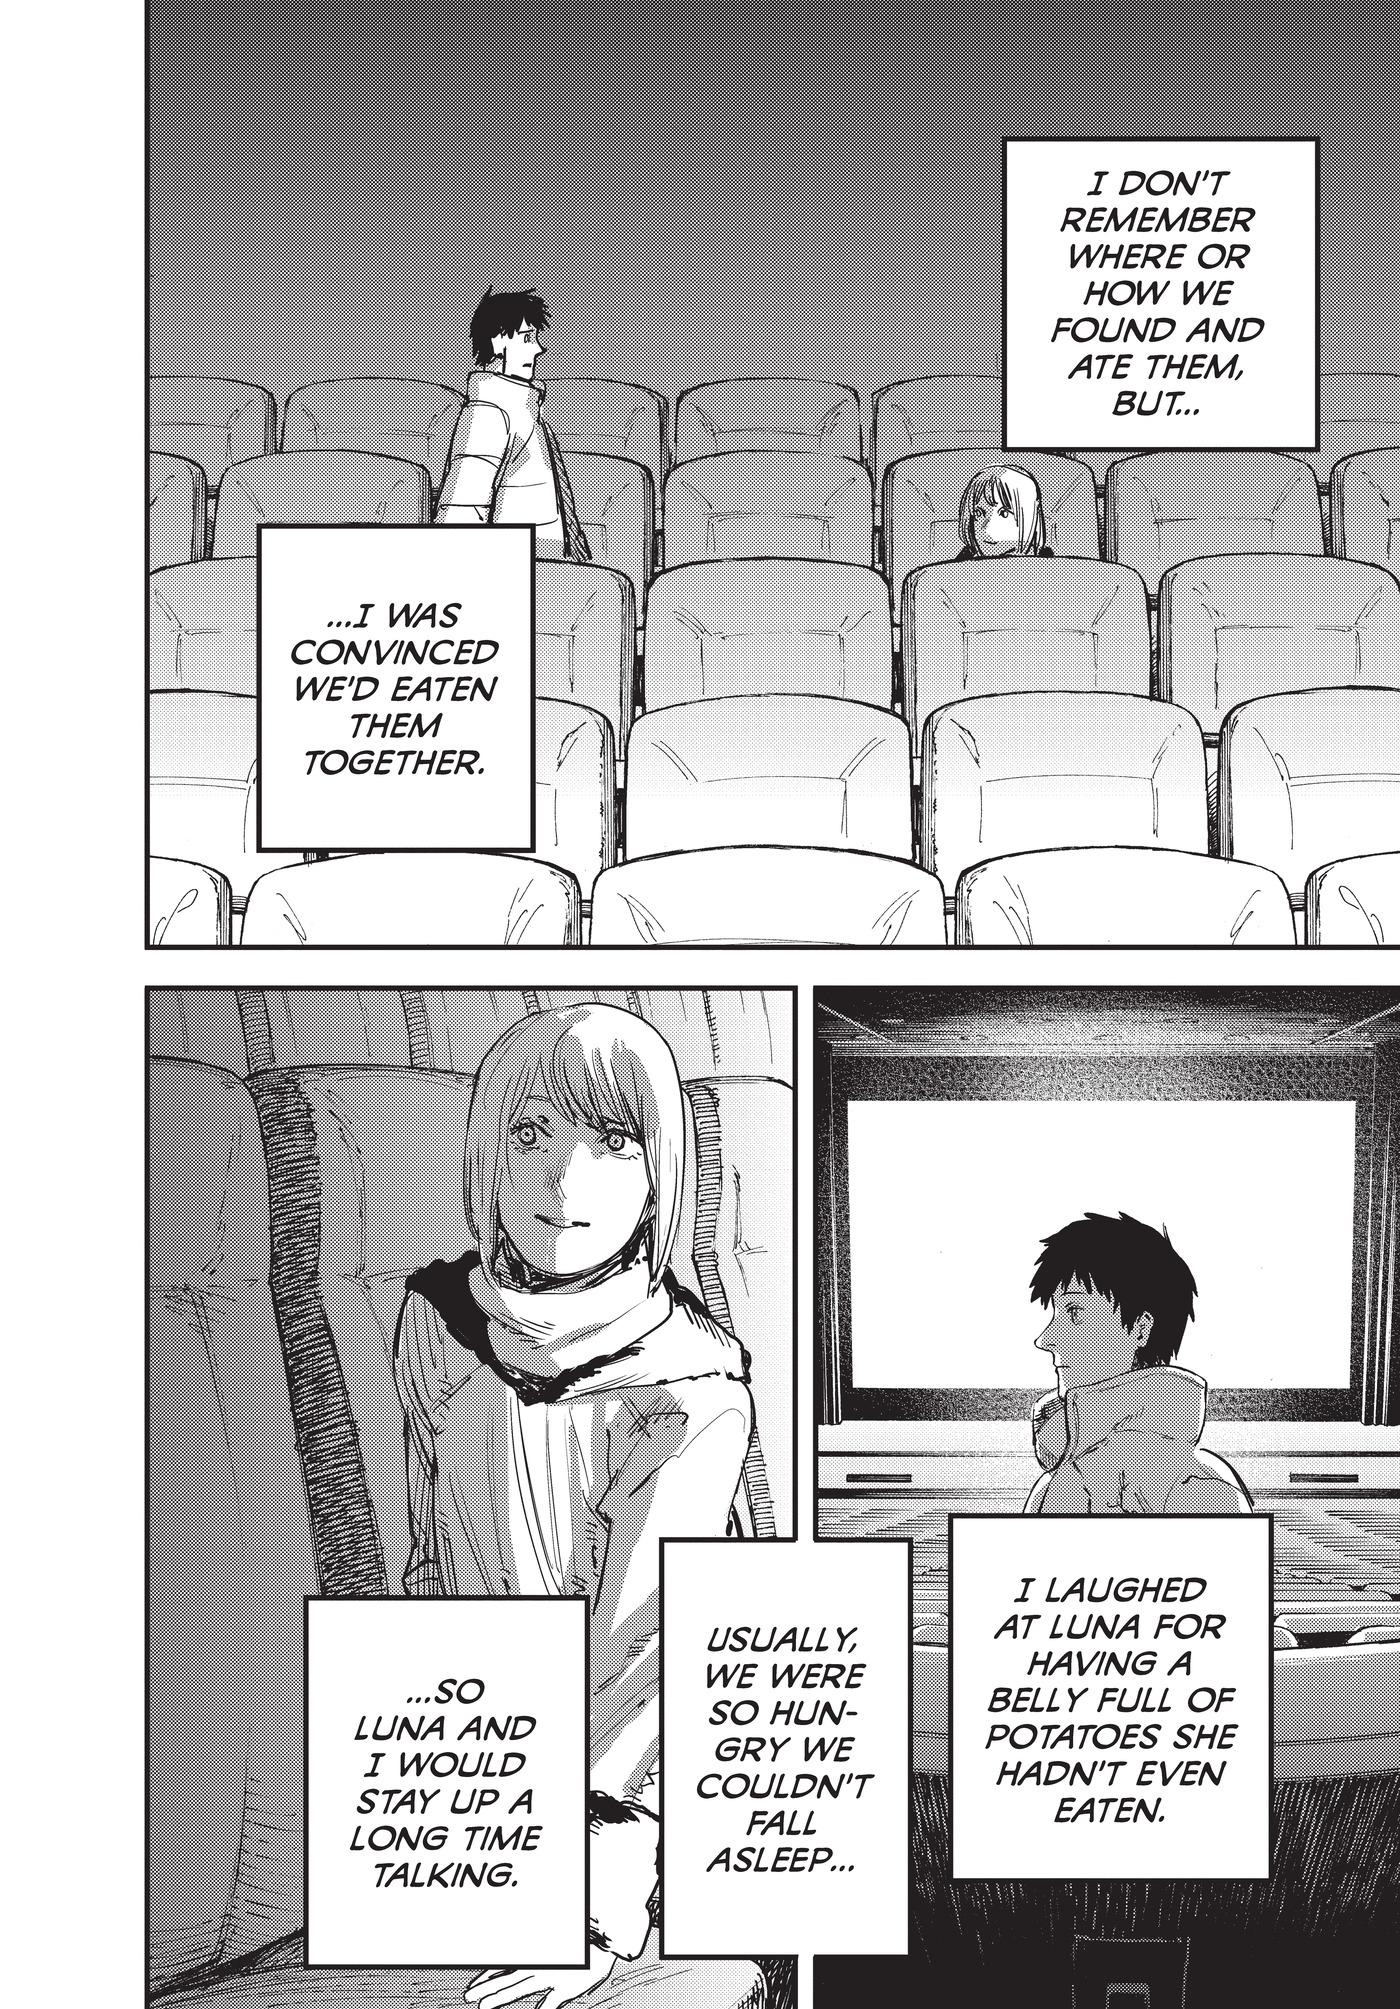 I DON'T
REMEMBER
WHERE OR
HOW WE
FOUND AND
ATE THEM,
BUT...
...I WAS
CONVINCED
WE'D EATEN
THEM
TOGETHER.
I LAUGHED
AT LUNA FOR
HAVING A
BELLY FULL OF
POTATOES SHE
HADN'T EVEN
EATEN.
USUALLY,
WE WERE
SO HUN-
GRY WE
COULDN'T
FALL
ASLEEP...
...SO
LUNA AND
I WOULD
STAY UP A
LONG TIME
TALKING.